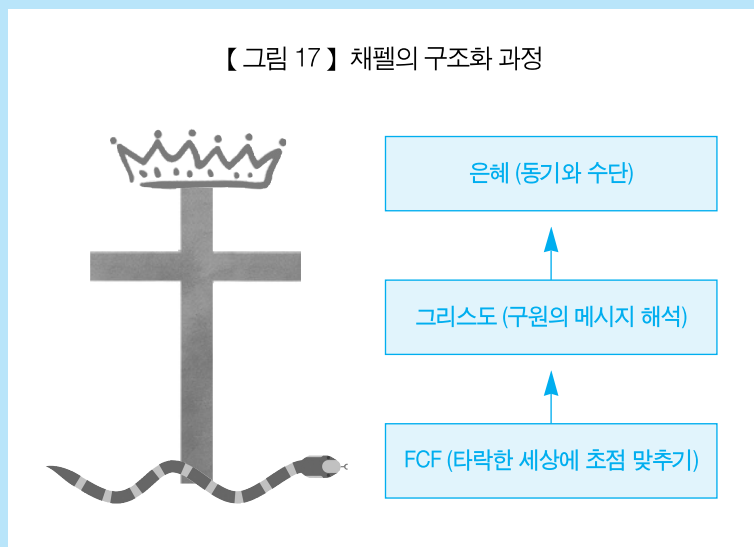 【 그림 17 】 채펠의 구조화 과정
은혜 (동기와 수단)
그리스도 (구원의 메시지 해석)
FCF (타락한 세상에 초점 맞추기)